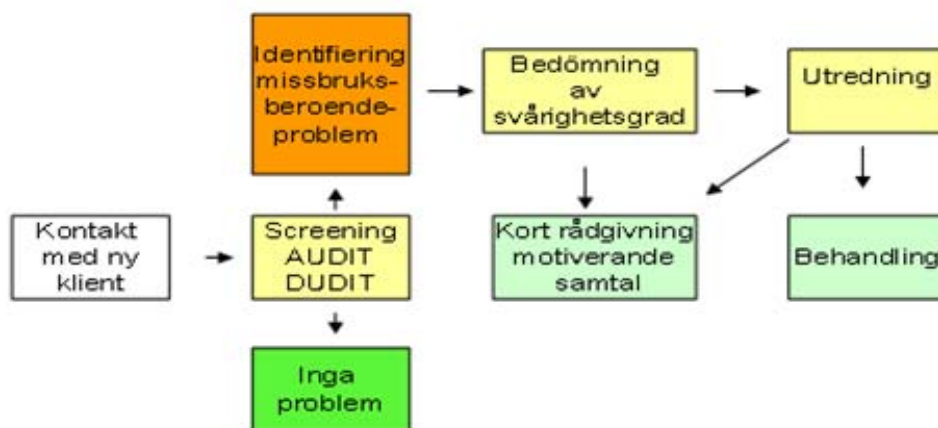 Identifiering
missbruks-
beroende-
problem
Bedömning
av
svårighetsgrad
Utredning
Kontakt
med ny
klient
Screening
AUDIT
DUDIT
Kort rådgivning
motiverande
samtal
Behandling
Inga
problem